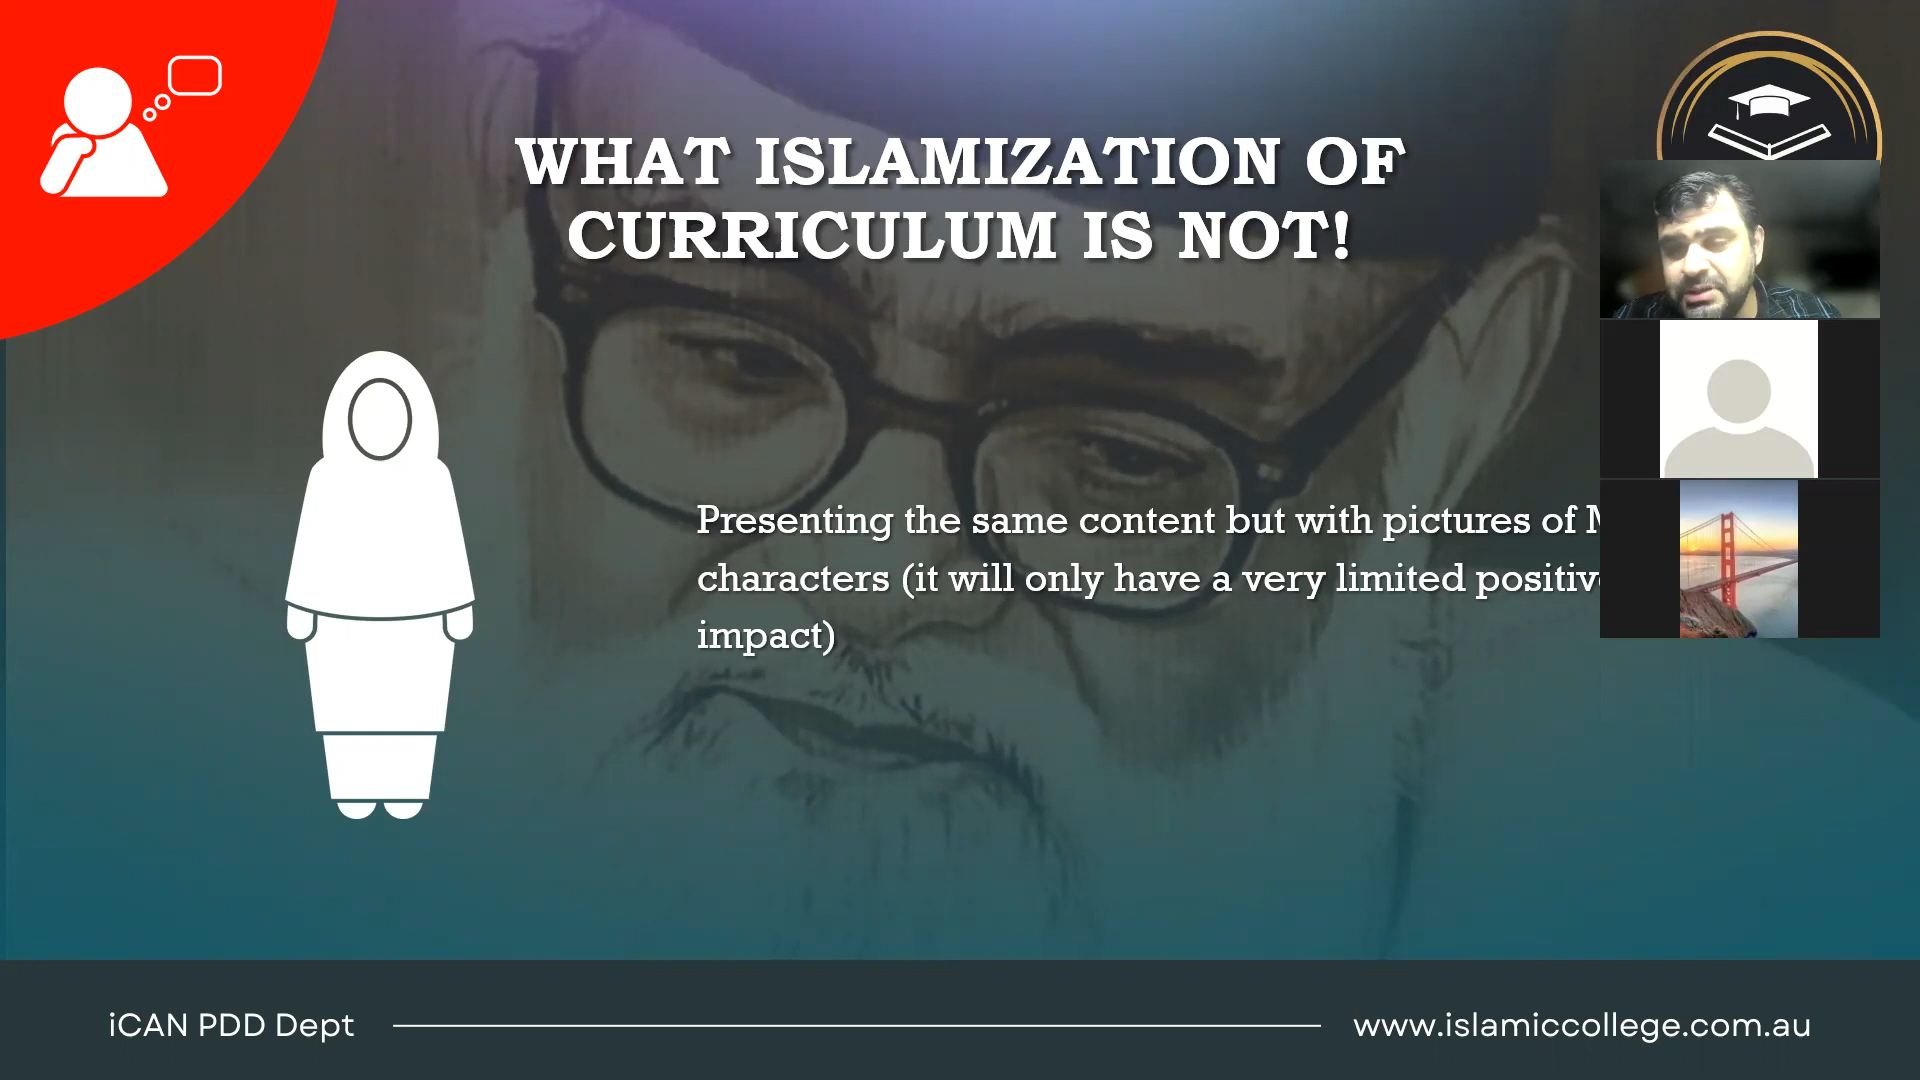 WHAT ISLAMIZATION OF
CURRICULUM IS NOT!
Presenting the same content but with pictures of
characters (it will only have a very limited positive
impact)
iCAN PDD Dept
www.islamiccollege.com.au